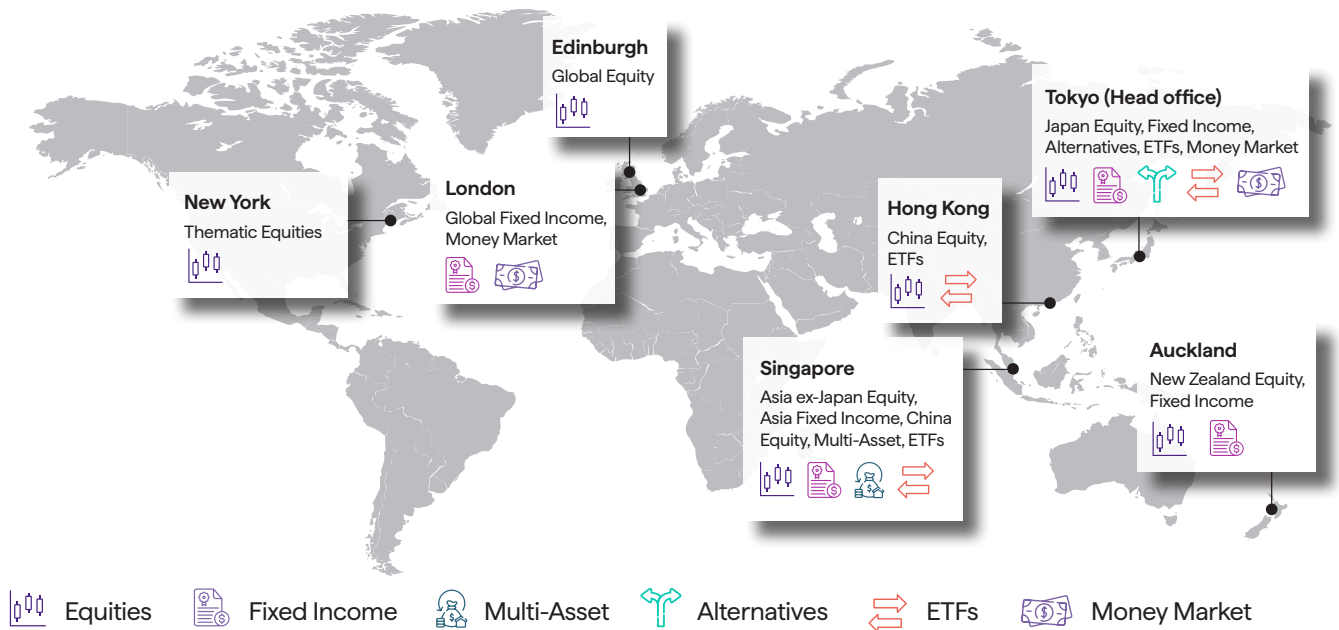 Edinburgh
Global Equity
Tokyo (Head office)
Japan Equity, Fixed Income,
Alternatives, ETFs, Money Market
New York
Thematic Equities
London
Global Fixed Income,
Money Market
Hong Kong
China Equity,
ETFs
Singapore
Asia ex-Japan Equity,
Asia Fixed Income, China
Equity, Multi-Asset, ETFs
Auckland
New Zealand Equity,
Fixed Income
Equities
Fixed Income
Multi-Asset
Alternatives
ETFs
Money Market